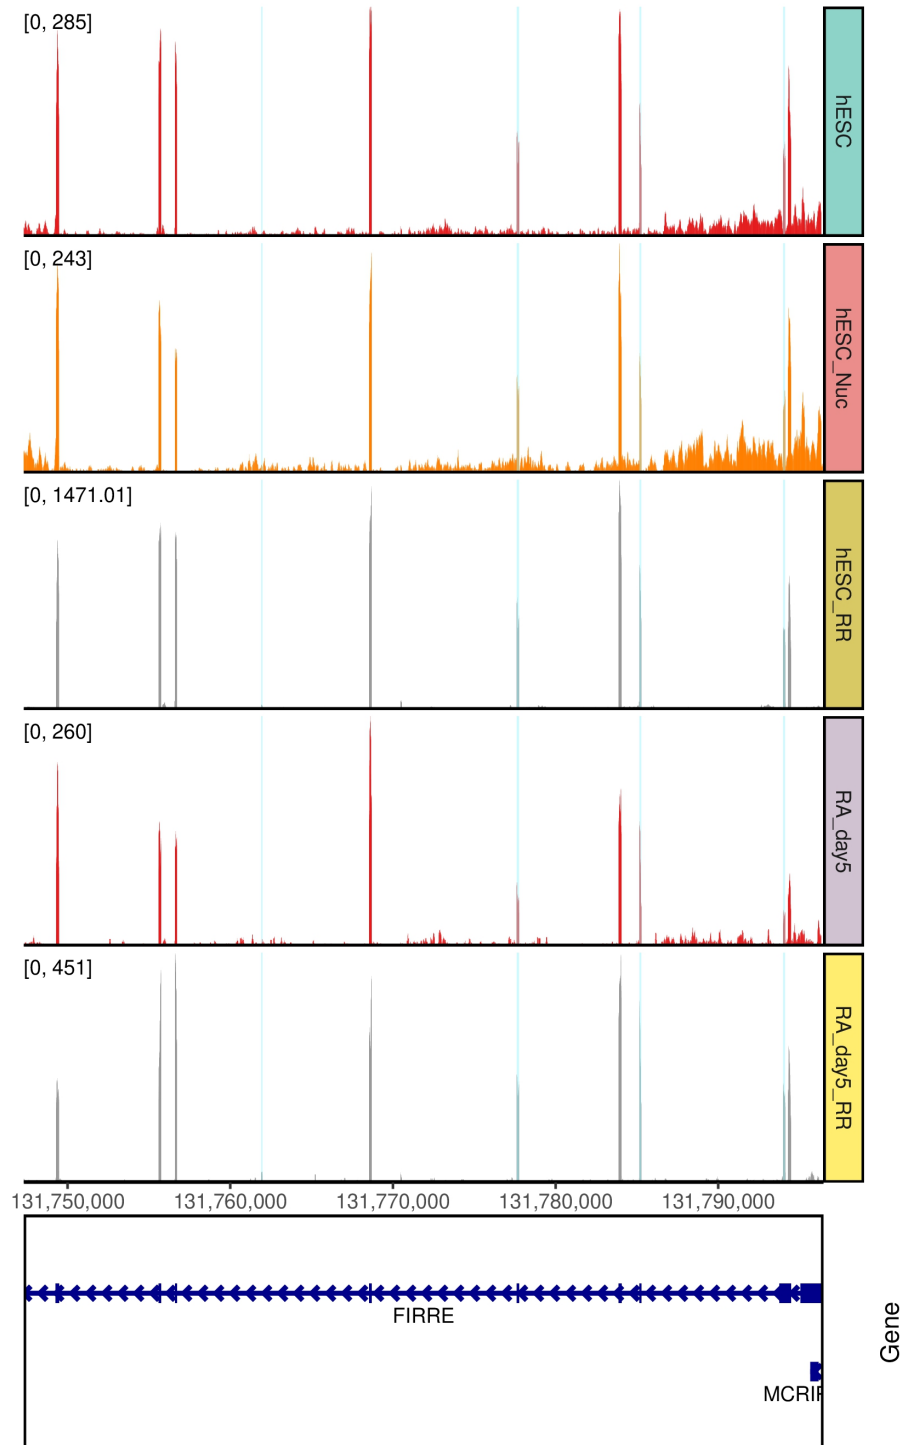 [0, 285]
hESC
[0, 243]
hESC_Nuc
[0, 1471.01]
hESC_RR
[0, 260]
RA_day5
[0, 451]
RA_day5_RR
131,750,000 131,760,000 131,770,000 131,780,000 131,790,000
FIRRE
Gene